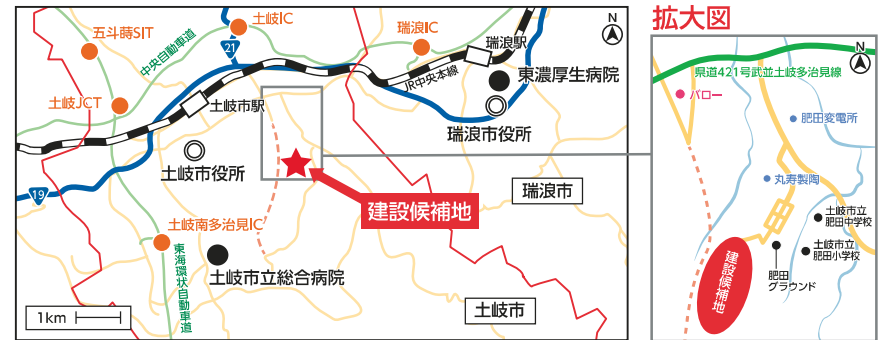 五斗蒔SIT
土岐IC
瑞浪IC
N
中央自動車道
21
瑞浪駅
JR中央本線
東濃厚生病院
土岐JCT
土岐市駅
瑞浪市役所
土岐市役所
19
瑞浪市
建設候補地
土岐南多治見IC
東海環状自動車道
土岐市立総合病院
土岐市
1km
拡大図
N
県道421号武並土岐多治見線
バロー
肥田変電所
丸寿製陶
土岐市立
肥田中学校
土岐市立
肥田小学校
肥田
グラウンド
建設候補地